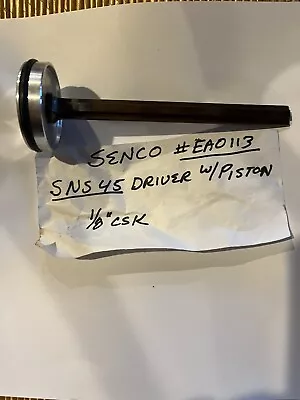 SENCO #EA0113
SNS45 DRIVER W/PISTON
1/8" CSK